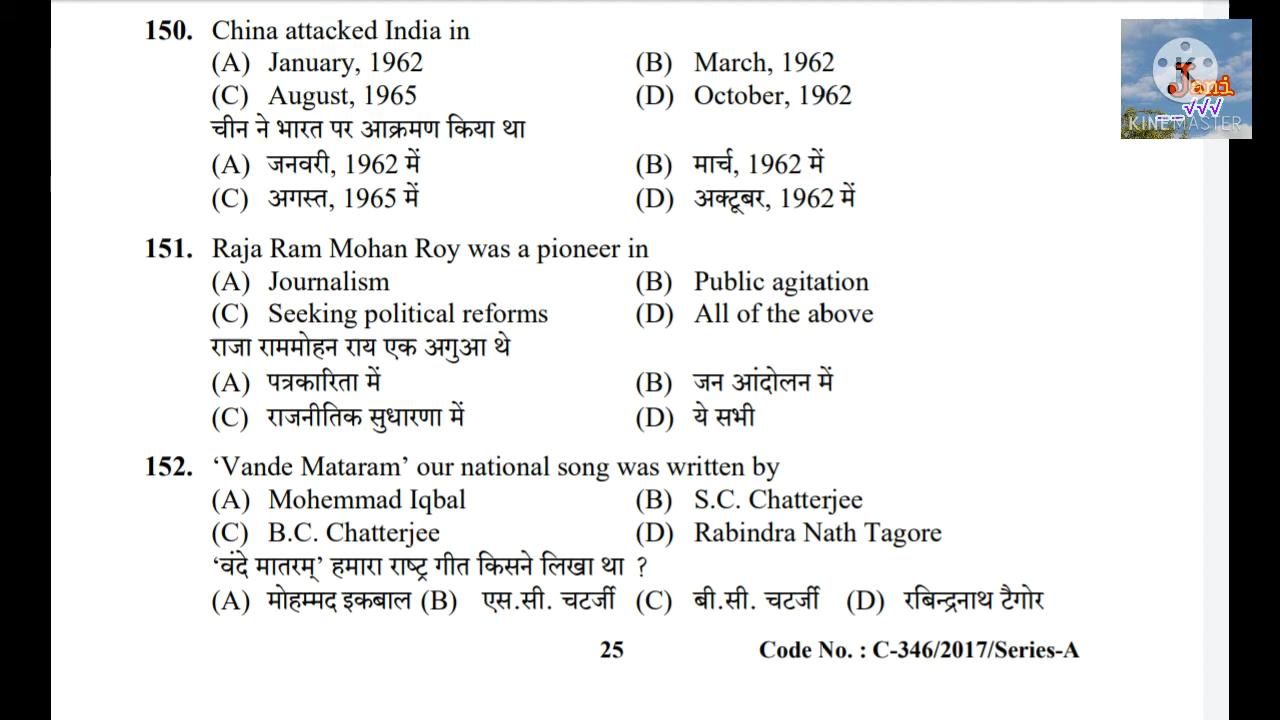 150. China attacked India in
(A) January, 1962 (B) March, 1962
(C) August, 1965 (D) October, 1962
चीन ने भारत पर आक्रमण किया था
(A) जनवरी, 1962 में (B) मार्च, 1962 में
(C) अगस्त, 1965 में (D) अक्टूबर, 1962 में
151. Raja Ram Mohan Roy was a pioneer in
(A) Journalism (B) Public agitation
(C) Seeking political reforms (D) All of the above
राजा राममोहन राय एक अगुआ थे
(A) पत्रकारिता में (B) जन आंदोलन में
(C) राजनीतिक सुधारणा में (D) ये सभी
152. ‘Vande Mataram’ our national song was written by
(A) Mohemmad Iqbal (B) S.C. Chatterjee
(C) B.C. Chatterjee (D) Rabindra Nath Tagore
‘वंदे मातरम्’ हमारा राष्ट्र गीत किसने लिखा था ?
(A) मोहम्मद इकबाल (B) एस.सी. चटर्जी (C) बी.सी. चटर्जी (D) रबिन्द्रनाथ टैगोर
25 Code No. : C-346/2017/Series-A
K
Jani
√√√
KINEMASTER